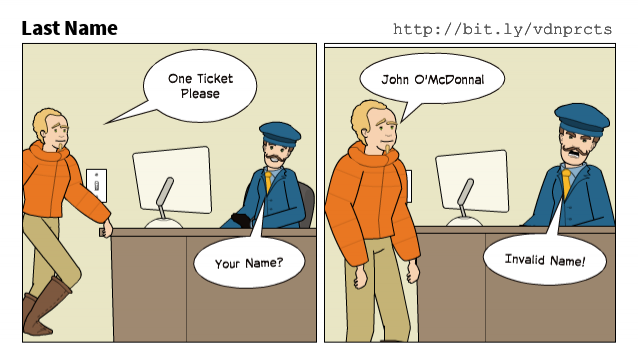 Last Name
http://bit.ly/vdnprcts
One Ticket
Please
Your Name?
John O'McDonnal
Invalid Name!